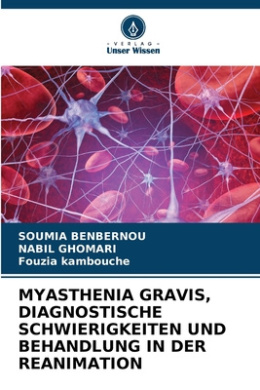 • VERLAG •
Unser Wissen
SOUMIA BENBERNOU
NABIL GHOMARI
Fouzia kambouche
MYASTHENIA GRAVIS,
DIAGNOSTISCHE
SCHWIERIGKEITEN UND
BEHANDLUNG IN DER
REANIMATION